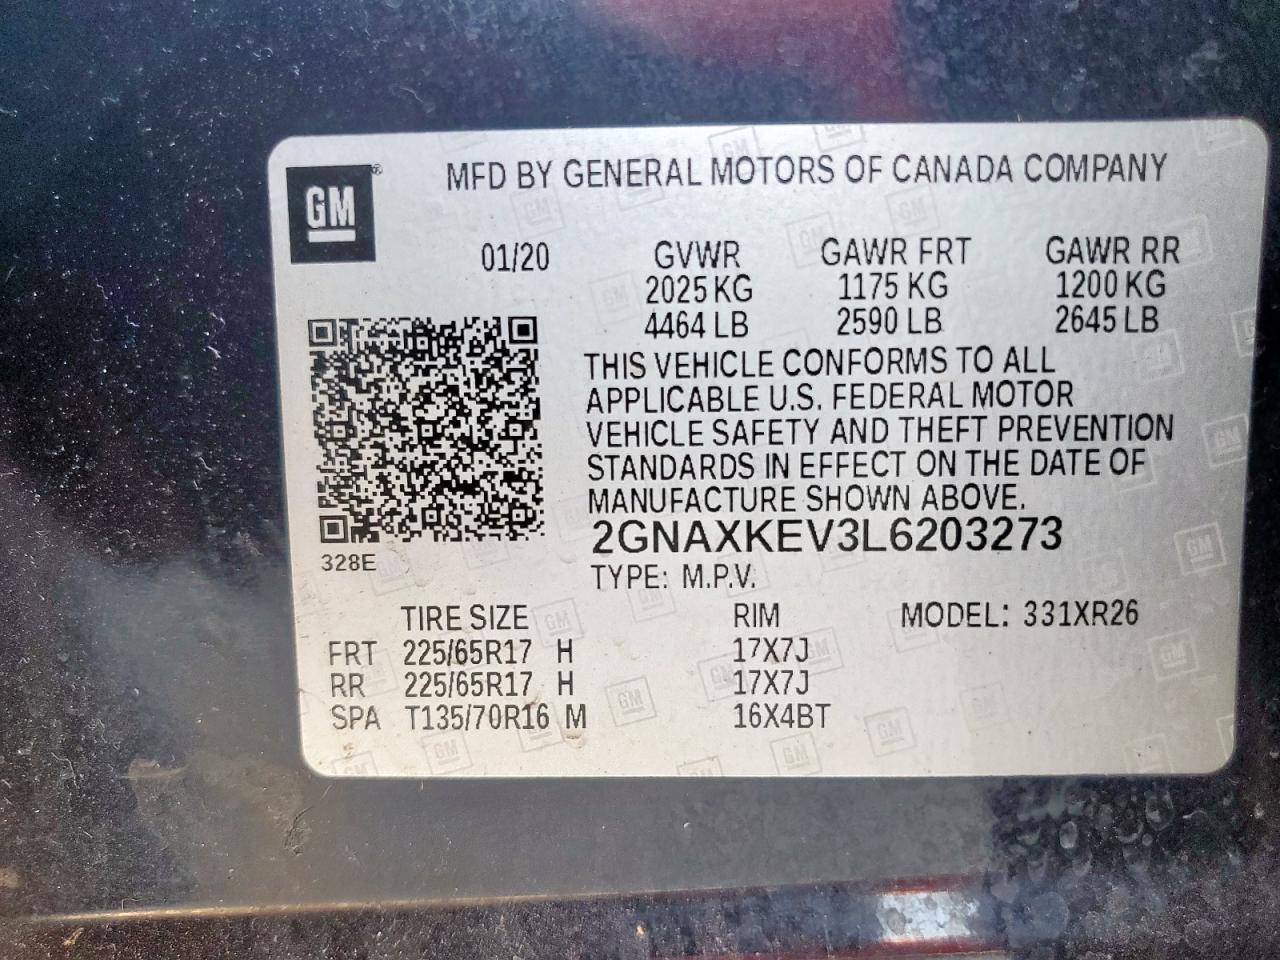 GM®
MFD BY GENERAL MOTORS OF CANADA COMPANY
01/20 GVWR GAWR FRT GAWR RR
2025 KG 1175 KG 1200 KG
4464 LB 2590 LB 2645 LB
THIS VEHICLE CONFORMS TO ALL
APPLICABLE U.S. FEDERAL MOTOR
VEHICLE SAFETY AND THEFT PREVENTION
STANDARDS IN EFFECT ON THE DATE OF
MANUFACTURE SHOWN ABOVE.
2GNAXKEV3L6203273
328E
TYPE: M.P.V.
TIRE SIZE RIM MODEL: 331XR26
FRT 225/65R17 H 17X7J
RR 225/65R17 H 17X7J
SPA T135/70R16 M 16X4BT